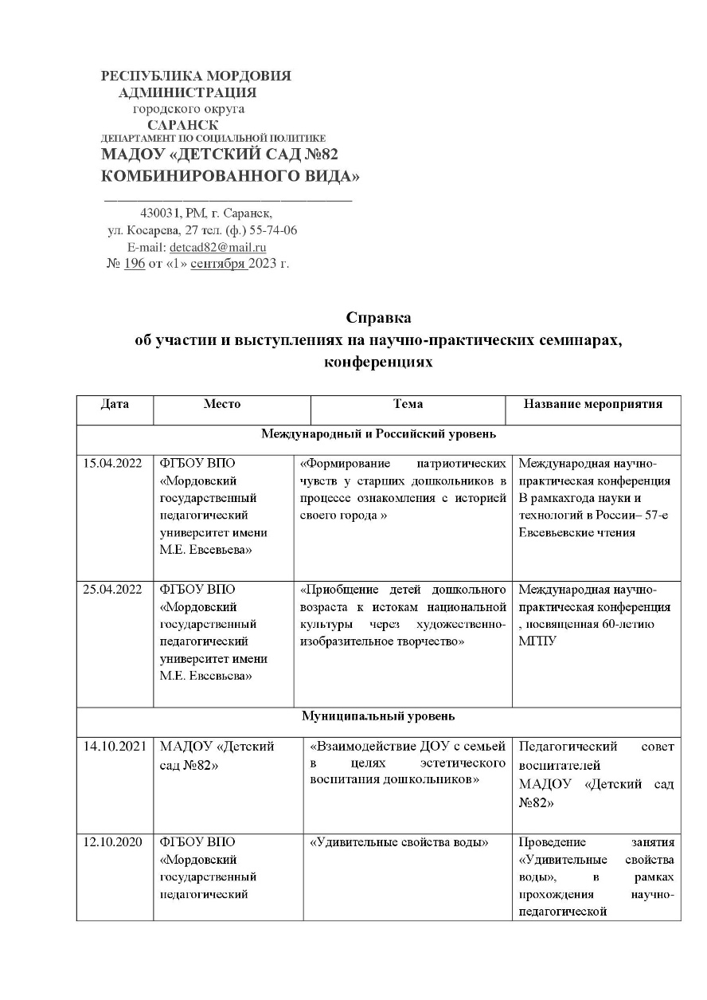 РЕСПУБЛИКА МОРДОВИЯ
АДМИНИСТРАЦИЯ
городского округа
САРАНСК
ДЕПАРТАМЕНТ ПО СОЦИАЛЬНОЙ ПОЛИТИКЕ
МАДОУ «ДЕТСКИЙ САД №82
КОМБИНИРОВАННОГО ВИДА»
430031, РМ, г. Саранск,
ул. Косарева, 27 тел. (ф.) 55-74-06
E-mail: detcad82@mail.ru
№ 196 от «1» сентября 2023 г.
Справка
об участии и выступлениях на научно-практических семинарах,
конференциях
Дата Место Тема Название мероприятия
Международный и Российский уровень
15.04.2022
ФГБОУ ВПО
«Мордовский
государственный
педагогический
университет имени
М.Е. Евсевьева»
«Формирование патриотических
чувств у старших дошкольников в
процессе ознакомления с историей
своего города »
Международная научно-
практическая конференция
В рамкахгода науки и
технологий в России– 57-е
Евсевьевские чтения
25.04.2022
ФГБОУ ВПО
«Мордовский
государственный
педагогический
университет имени
М.Е. Евсевьева»
«Приобщение детей дошкольного
возраста к истокам национальной
культуры через художественно-
изобразительное творчество»
Международная научно-
практическая конференция
, посвященная 60-летию
МГПУ
Муниципальный уровень
14.10.2021
МАДОУ «Детский
сад №82»
«Взаимодействие ДОУ с семьей
в целях эстетического
воспитания дошкольников»
Педагогический совет
воспитателей
МАДОУ «Детский сад
№82»
12.10.2020
ФГБОУ ВПО
«Мордовский
государственный
педагогический
«Удивительные свойства воды»
Проведение занятия
«Удивительные свойства
воды», в рамках
прохождения научно-
педагогической